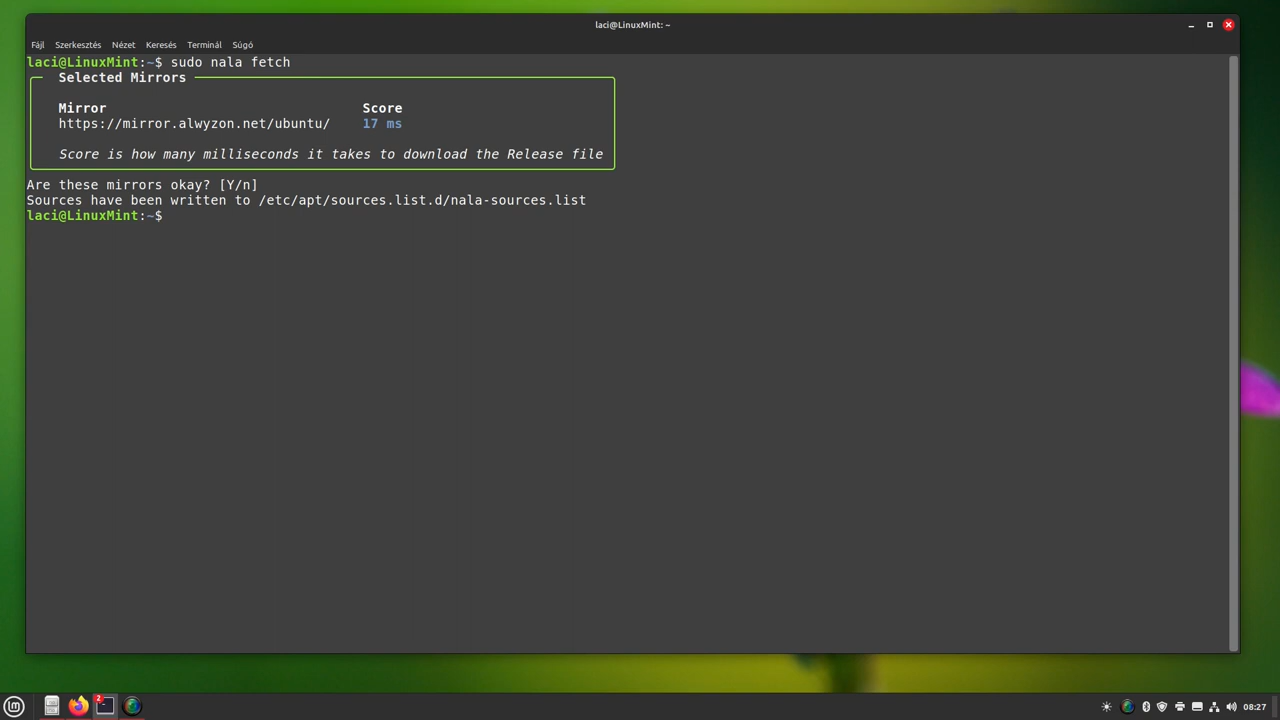 laci@LinuxMint: ~
Fájl Szerkesztés Nézet Keresés Terminál Súgó
laci@LinuxMint:~$ sudo nala fetch
Selected Mirrors
Mirror Score
https://mirror.alwyzon.net/ubuntu/ 17 ms
Score is how many milliseconds it takes to download the Release file
Are these mirrors okay? [Y/n]
Sources have been written to /etc/apt/sources.list.d/nala-sources.list
laci@LinuxMint:~$
2
08:27